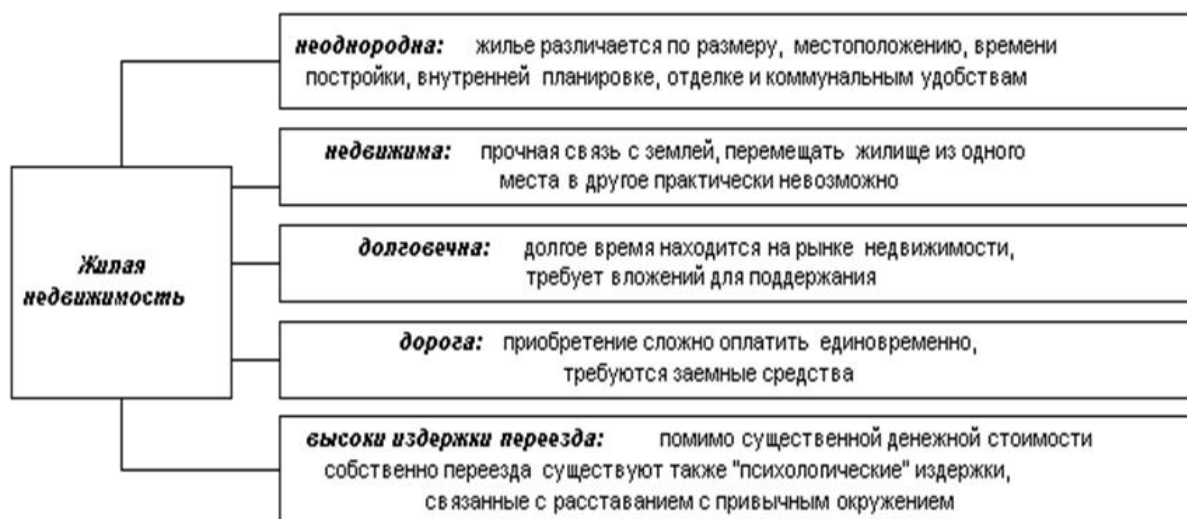 неоднородна: жилье различается по размеру, местоположению, времени
постройки, внутренней планировке, отделке и коммунальным удобствам
недвижима: прочная связь с землей, перемещать жилище из одного
места в другое практически невозможно
Жилая
недвижимость
долговечна: долгое время находится на рынке недвижимости,
требует вложений для поддержания
дорога: приобретение сложно оплатить единовременно,
требуются заемные средства
высоки издержки переезда: помимо существенной денежной стоимости
собственно переезда существуют также "психологические" издержки,
связанные с расставанием с привычным окружением